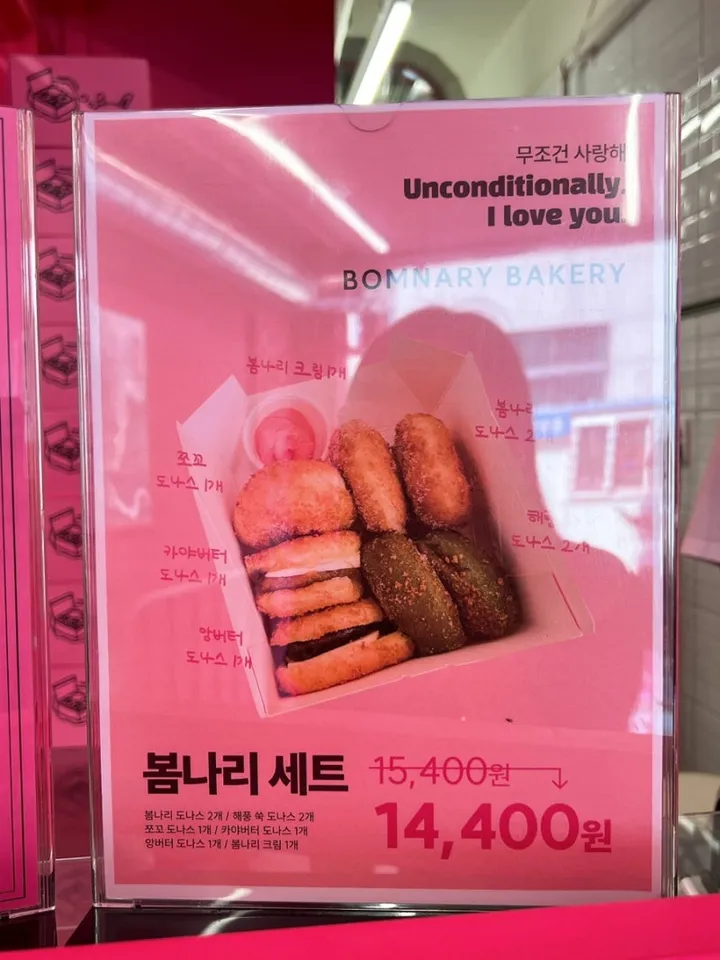 무조건 사랑해
Unconditionally.
I love you.
BOMNARY BAKERY
봄나리 크림 1개
봄나리
도나스 2개
쪼꼬
도나스 1개
해풍
도나스 2개
카야버터
도나스 1개
앙버터
도나스 1개
봄나리 세트
15,400원
14,400원
봄나리 도나스 2개 / 해풍 쑥 도나스 2개
쪼꼬 도나스 1개 / 카야버터 도나스 1개
앙버터 도나스 1개 / 봄나리 크림 1개